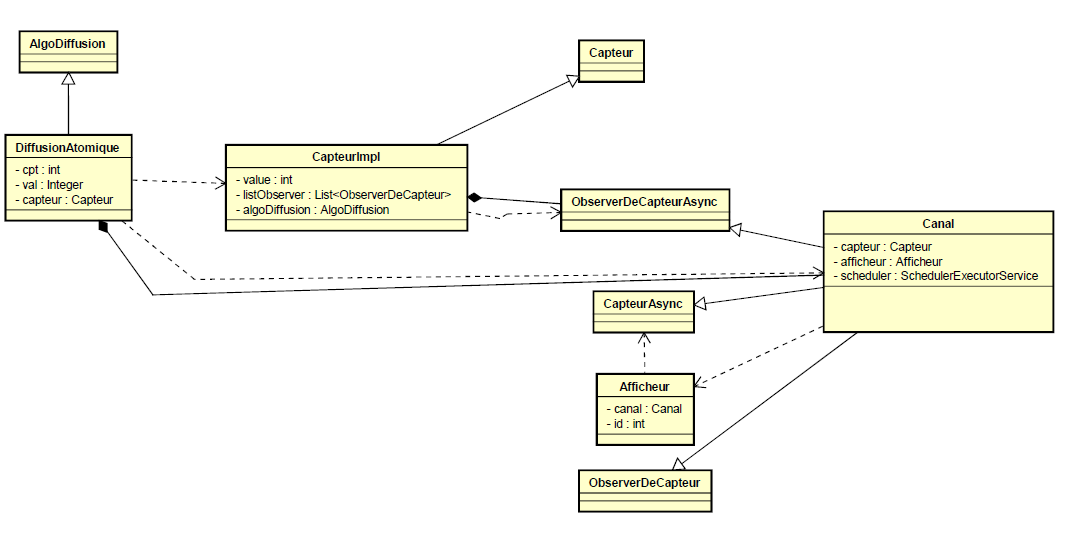 AlgoDiffusion
Capteur
DiffusionAtomique
- cpt : int
- val : Integer
- capteur : Capteur
CapteurImpl
- value : int
- listObserver : List<ObserverDeCapteur>
- algoDiffusion : AlgoDiffusion
ObserverDeCapteurAsync
Canal
- capteur : Capteur
- afficheur : Afficheur
- scheduler : SchedulerExecutorService
CapteurAsync
Afficheur
- canal : Canal
- id : int
ObserverDeCapteur